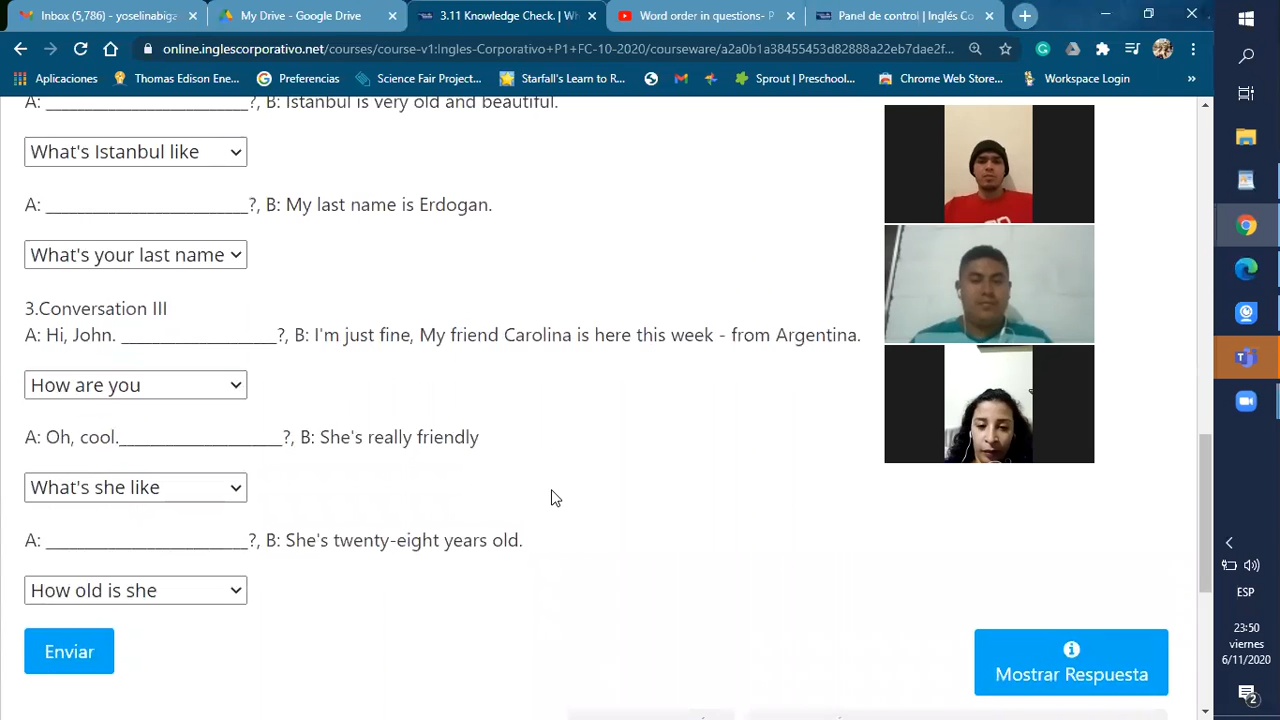 Inbox (5,786) - yoselinabiga
My Drive - Google Drive
3.11 Knowledge Check. | Wh
Word order in questions- P
Panel de control | Inglés Co
online.inglescorporativo.net/courses/course-v1:Ingles-Corporativo+P1+FC-10-2020/courseware/a2a0b1a38455453d82888a22eb7dae2f...
Aplicaciones
Thomas Edison Ene...
Preferencias
Science Fair Project...
Starfall's Learn to R...
Sprout | Preschool...
Chrome Web Store...
Workspace Login
»
A: ______________________?, B: Istanbul is very old and beautiful.
What's Istanbul like
A: ______________________?, B: My last name is Erdogan.
What's your last name
3.Conversation III
A: Hi, John. _________________?, B: I'm just fine, My friend Carolina is here this week - from Argentina.
How are you
A: Oh, cool.__________________?, B: She's really friendly
What's she like
A: ______________________?, B: She's twenty-eight years old.
How old is she
Enviar
Mostrar Respuesta
ESP
23:50
viernes
6/11/2020
2